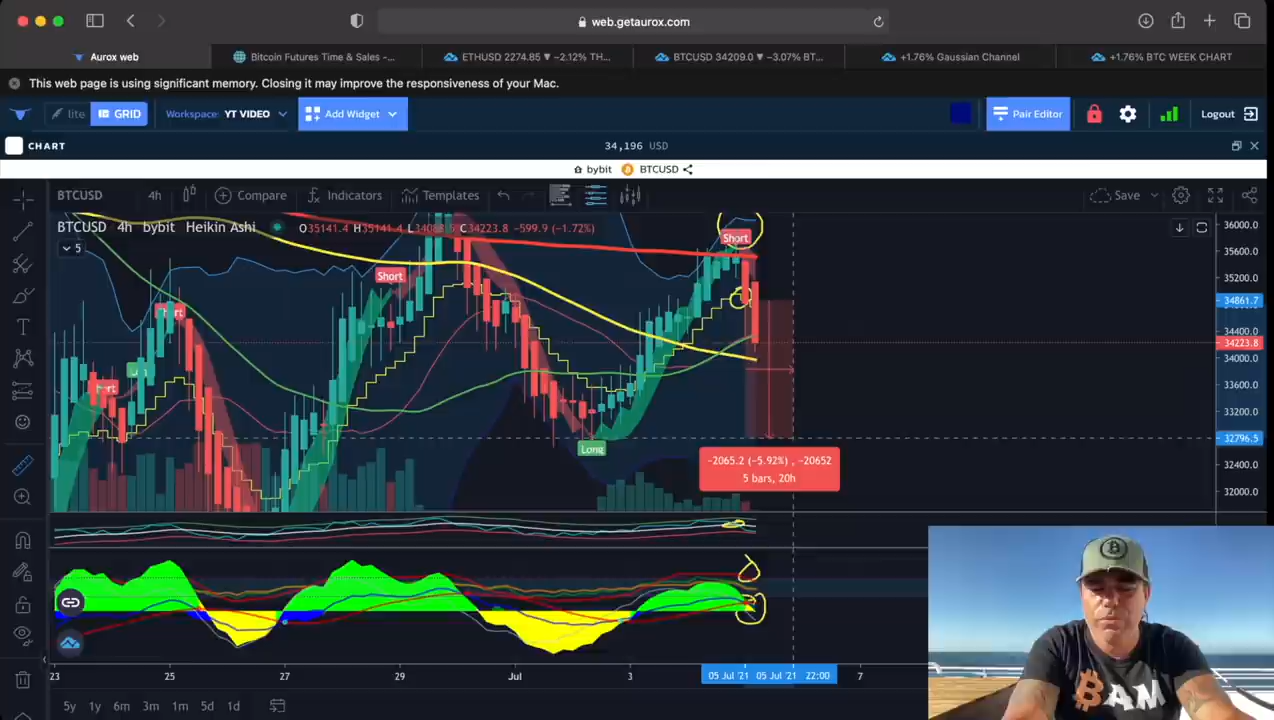 web.getaurox.com
Aurox web
Bitcoin Futures Time & Sales -...
ETHUSD 2274.85 ▼ −2.12% TH...
BTCUSD 34209.0 ▼ −3.07% BT...
+1.76% Gaussian Channel
+1.76% BTC WEEK CHART
This web page is using significant memory. Closing it may improve the responsiveness of your Mac.
lite
GRID
Workspace: YT VIDEO
Add Widget
Pair Editor
Logout
CHART
34,196 USD
bybit BTCUSD
BTCUSD 4h Compare Indicators Templates Save
BTCUSD 4h bybit Heikin Ashi
−599.9 (−1.72%)
5
Short
Short
Long
−2065.2 (−5.92%) , −20652
5 bars, 20h
36000.0
35600.0
35200.0
34861.7
34400.0
34223.8
34000.0
33600.0
33200.0
32796.5
32400.0
32000.0
23 25 27 29 Jul 3 05 Jul '21 05 Jul '21 22:00 7
5y 1y 6m 3m 1m 5d 1d
B
BAM